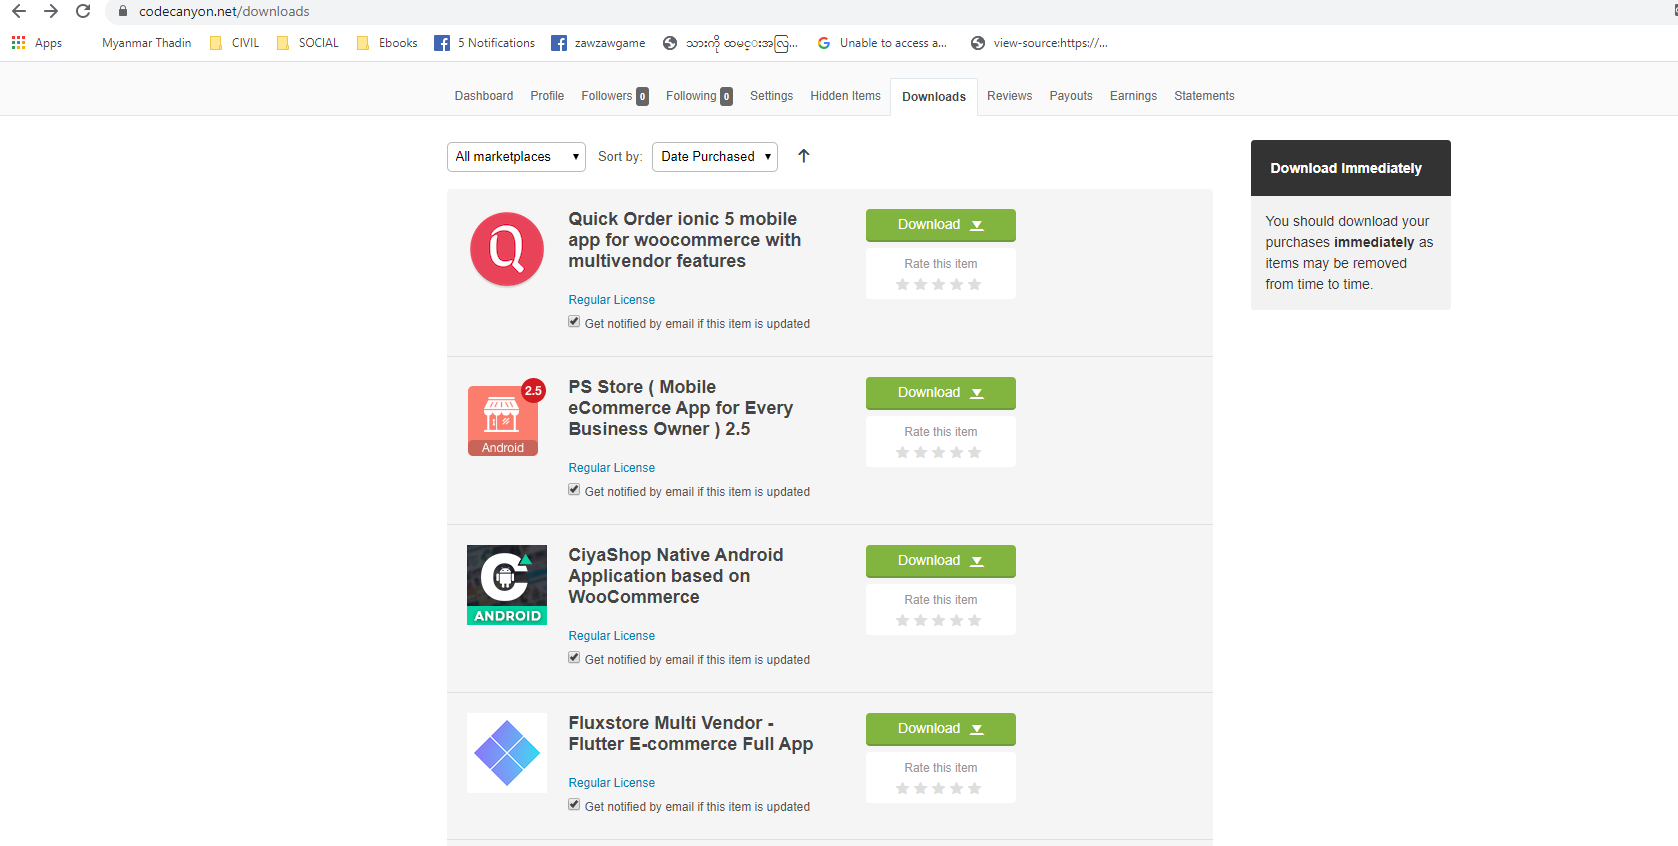 codecanyon.net/downloads
Apps Myanmar Thadin CIVIL SOCIAL Ebooks 5 Notifications zawzawgame သားကို ထမင္းအလြ... Unable to access a... view-source:https://...
Dashboard Profile Followers 0 Following 0 Settings Hidden Items Downloads Reviews Payouts Earnings Statements
All marketplaces Sort by: Date Purchased
Download Immediately
You should download your
purchases immediately as
items may be removed
from time to time.
Q
Quick Order ionic 5 mobile
app for woocommerce with
multivendor features
Regular License
Get notified by email if this item is updated
Download
Rate this item
2.5
Android
PS Store ( Mobile
eCommerce App for Every
Business Owner ) 2.5
Regular License
Get notified by email if this item is updated
Download
Rate this item
C
ANDROID
CiyaShop Native Android
Application based on
WooCommerce
Regular License
Get notified by email if this item is updated
Download
Rate this item
Fluxstore Multi Vendor -
Flutter E-commerce Full App
Regular License
Get notified by email if this item is updated
Download
Rate this item